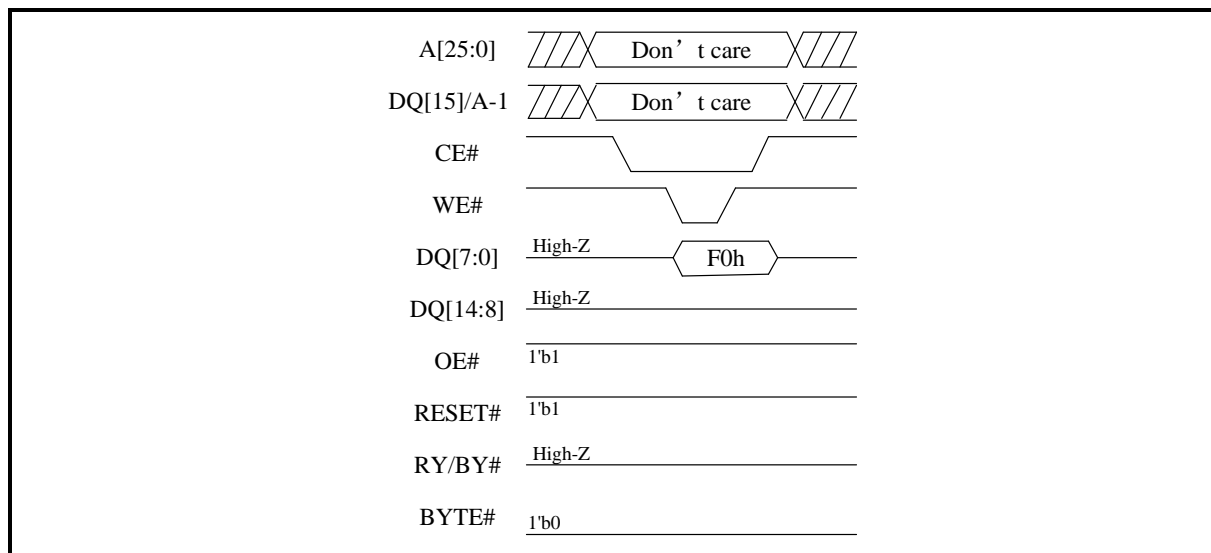 A[25:0] Don’t care
DQ[15]/A-1 Don’t care
CE#
WE#
DQ[7:0] High-Z F0h
DQ[14:8] High-Z
OE# 1'b1
RESET# 1'b1
RY/BY# High-Z
BYTE# 1'b0